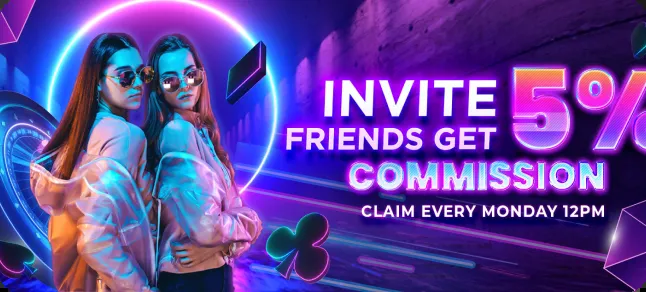 INVITE
FRIENDS GET
5%
COMMISSION
CLAIM EVERY MONDAY 12PM